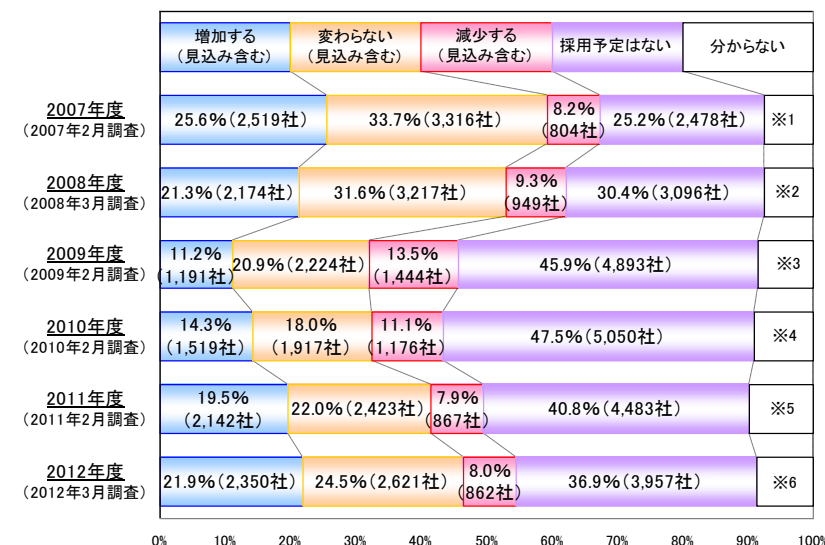 増加する
(見込み含む)
変わらない
(見込み含む)
減少する
(見込み含む)
採用予定はない
分からない
2007年度
(2007年2月調査)
25.6%(2,519社)
33.7%(3,316社)
8.2%
(804社)
25.2%(2,478社)
※1
2008年度
(2008年3月調査)
21.3%(2,174社)
31.6%(3,217社)
9.3%
(949社)
30.4%(3,096社)
※2
2009年度
(2009年2月調査)
11.2%
(1,191社)
20.9%(2,224社)
13.5%
(1,444社)
45.9%(4,893社)
※3
2010年度
(2010年2月調査)
14.3%
(1,519社)
18.0%
(1,917社)
11.1%
(1,176社)
47.5%(5,050社)
※4
2011年度
(2011年2月調査)
19.5%
(2,142社)
22.0%(2,423社)
7.9%
(867社)
40.8%(4,483社)
※5
2012年度
(2012年3月調査)
21.9%(2,350社)
24.5%(2,621社)
8.0%
(862社)
36.9%(3,957社)
※6
0% 10% 20% 30% 40% 50% 60% 70% 80% 90% 100%